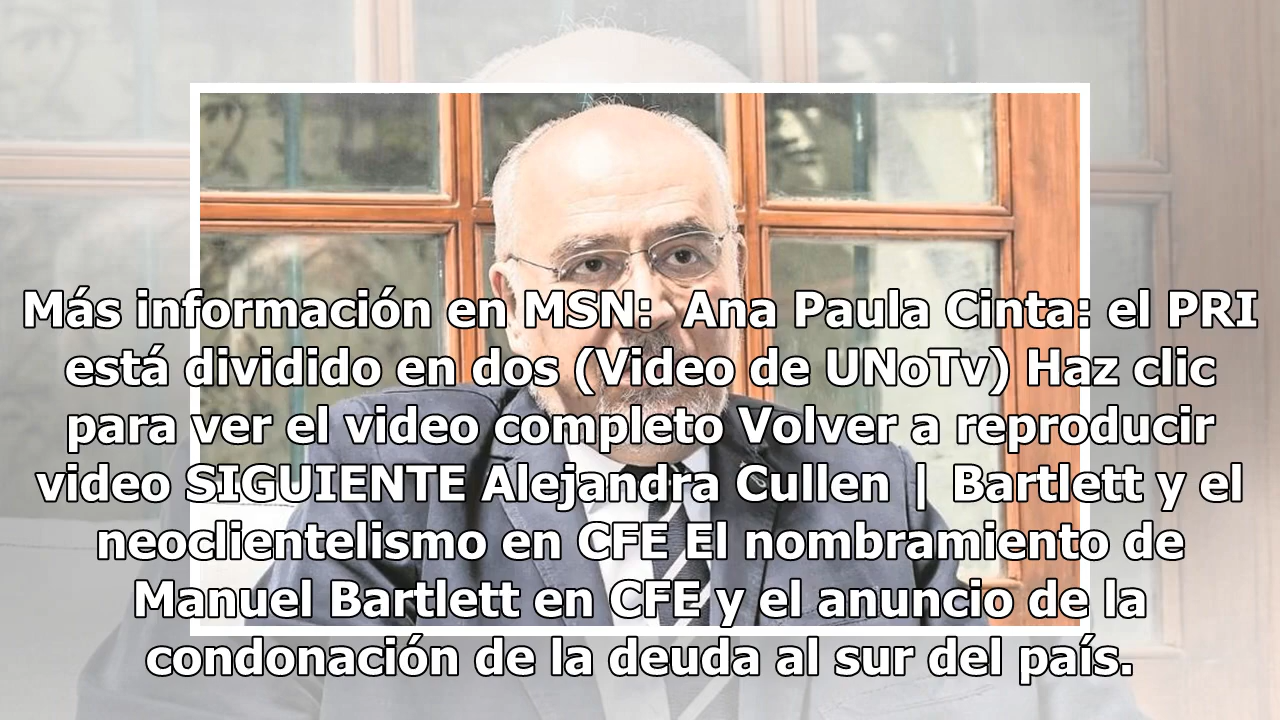 Más información en MSN:  Ana Paula Cinta: el PRI
está dividido en dos (Video de UNoTv) Haz clic
para ver el video completo Volver a reproducir
video SIGUIENTE Alejandra Cullen | Bartlett y el
neoclientelismo en CFE El nombramiento de
Manuel Bartlett en CFE y el anuncio de la
condonación de la deuda al sur del país.